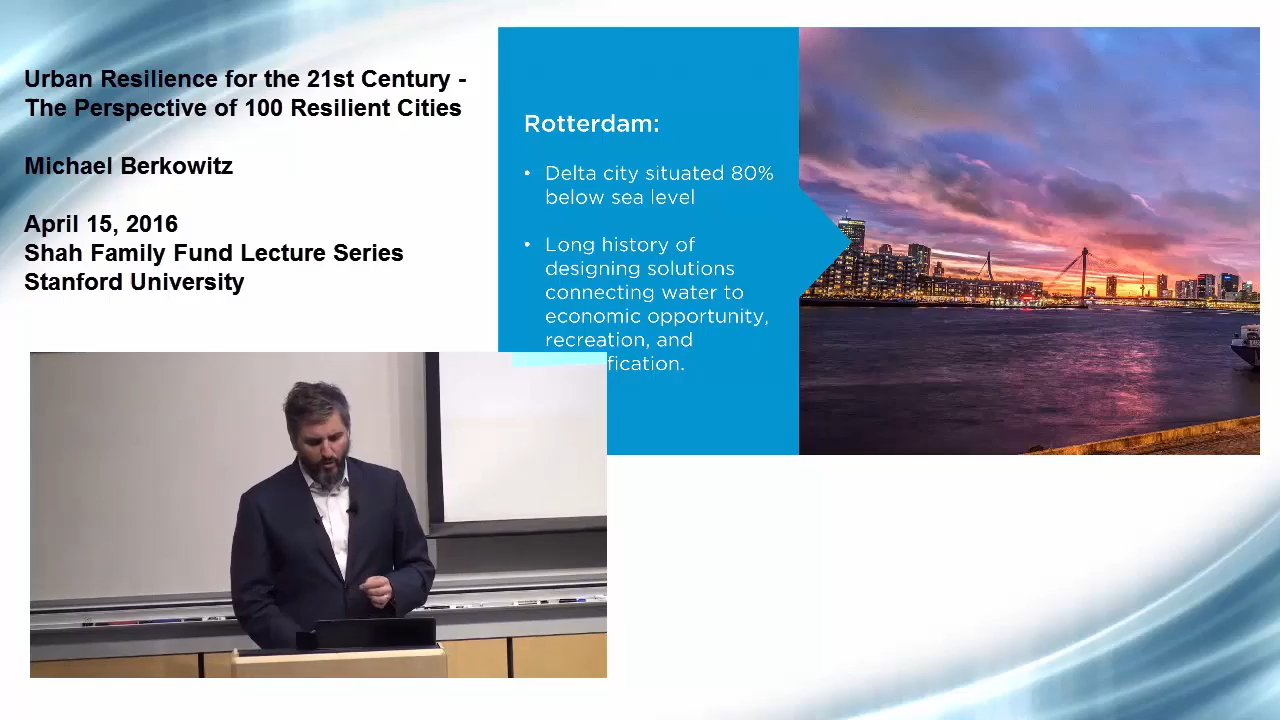 Urban Resilience for the 21st Century -
The Perspective of 100 Resilient Cities
Michael Berkowitz
April 15, 2016
Shah Family Fund Lecture Series
Stanford University
Rotterdam:
• Delta city situated 80%
below sea level
• Long history of
designing solutions
connecting water to
economic opportunity,
recreation, and
fication.